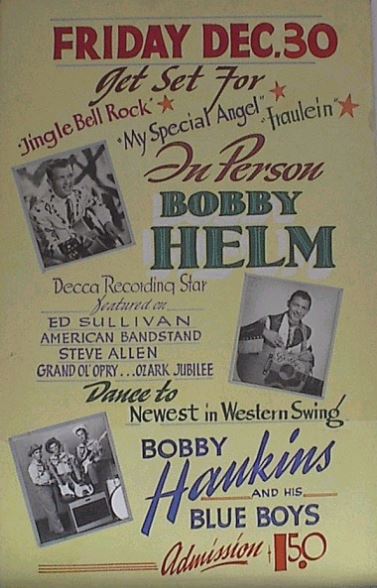 FRIDAY DEC. 30
Get Set For
"Jingle Bell Rock" "My Special Angel" "Fraulein"
In Person
BOBBY
HELM
Decca Recording Star
featured on
ED SULLIVAN
AMERICAN BANDSTAND
STEVE ALLEN
GRAND OL' OPRY...OZARK JUBILEE
Dance to
Newest in Western Swing
BOBBY
Hawkins
AND HIS
BLUE BOYS
Admission $1.50